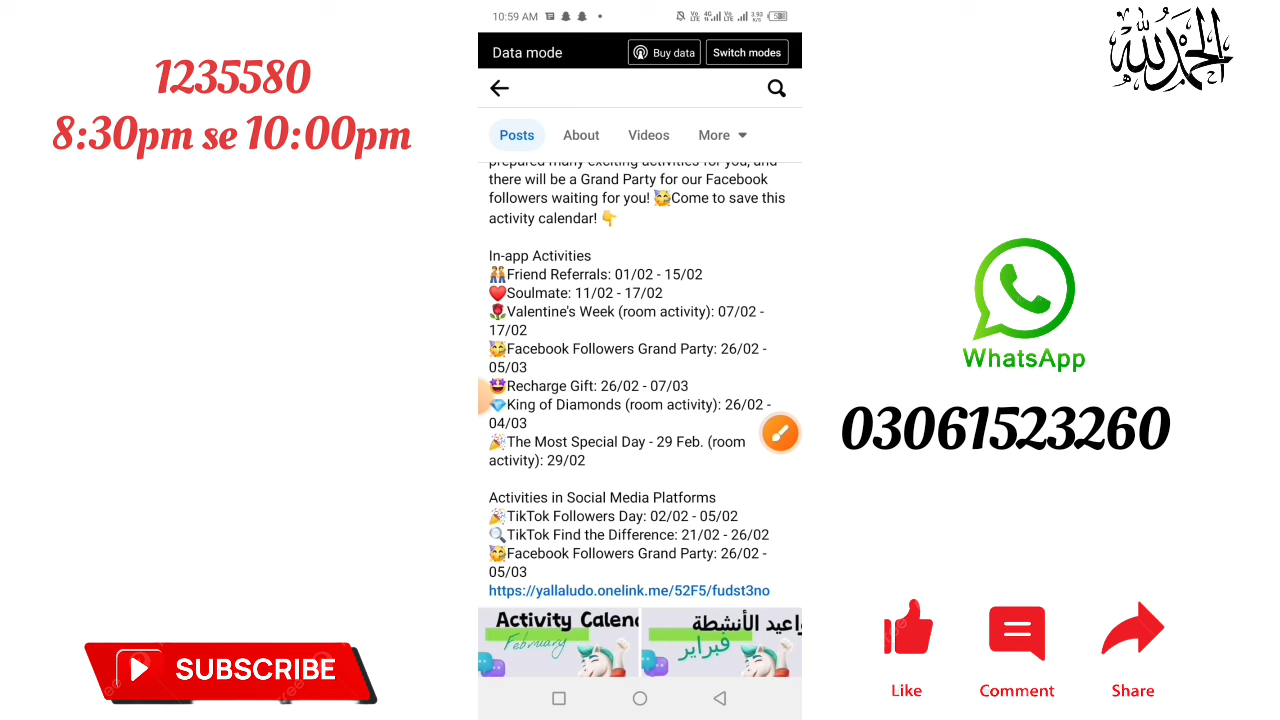 1235580
8:30pm se 10:00pm
10:59 AM
Data mode
Buy data
Switch modes
Posts
About
Videos
More
prepared many exciting activities for you, and
there will be a Grand Party for our Facebook
followers waiting for you! 🥳Come to save this
activity calendar! 👇
In-app Activities
👬Friend Referrals: 01/02 - 15/02
❤️Soulmate: 11/02 - 17/02
🌹Valentine's Week (room activity): 07/02 -
17/02
🥳Facebook Followers Grand Party: 26/02 -
05/03
🤩Recharge Gift: 26/02 - 07/03
💎King of Diamonds (room activity): 26/02 -
04/03
🎉The Most Special Day - 29 Feb. (room
activity): 29/02
Activities in Social Media Platforms
🎉TikTok Followers Day: 02/02 - 05/02
🔍TikTok Find the Difference: 21/02 - 26/02
🥳Facebook Followers Grand Party: 26/02 -
05/03
https://yallaludo.onelink.me/52F5/fudst3no
Activity
February
الأنشطة
فبراير
الحمد لله
WhatsApp
03061523260
SUBSCRIBE
Like
Comment
Share